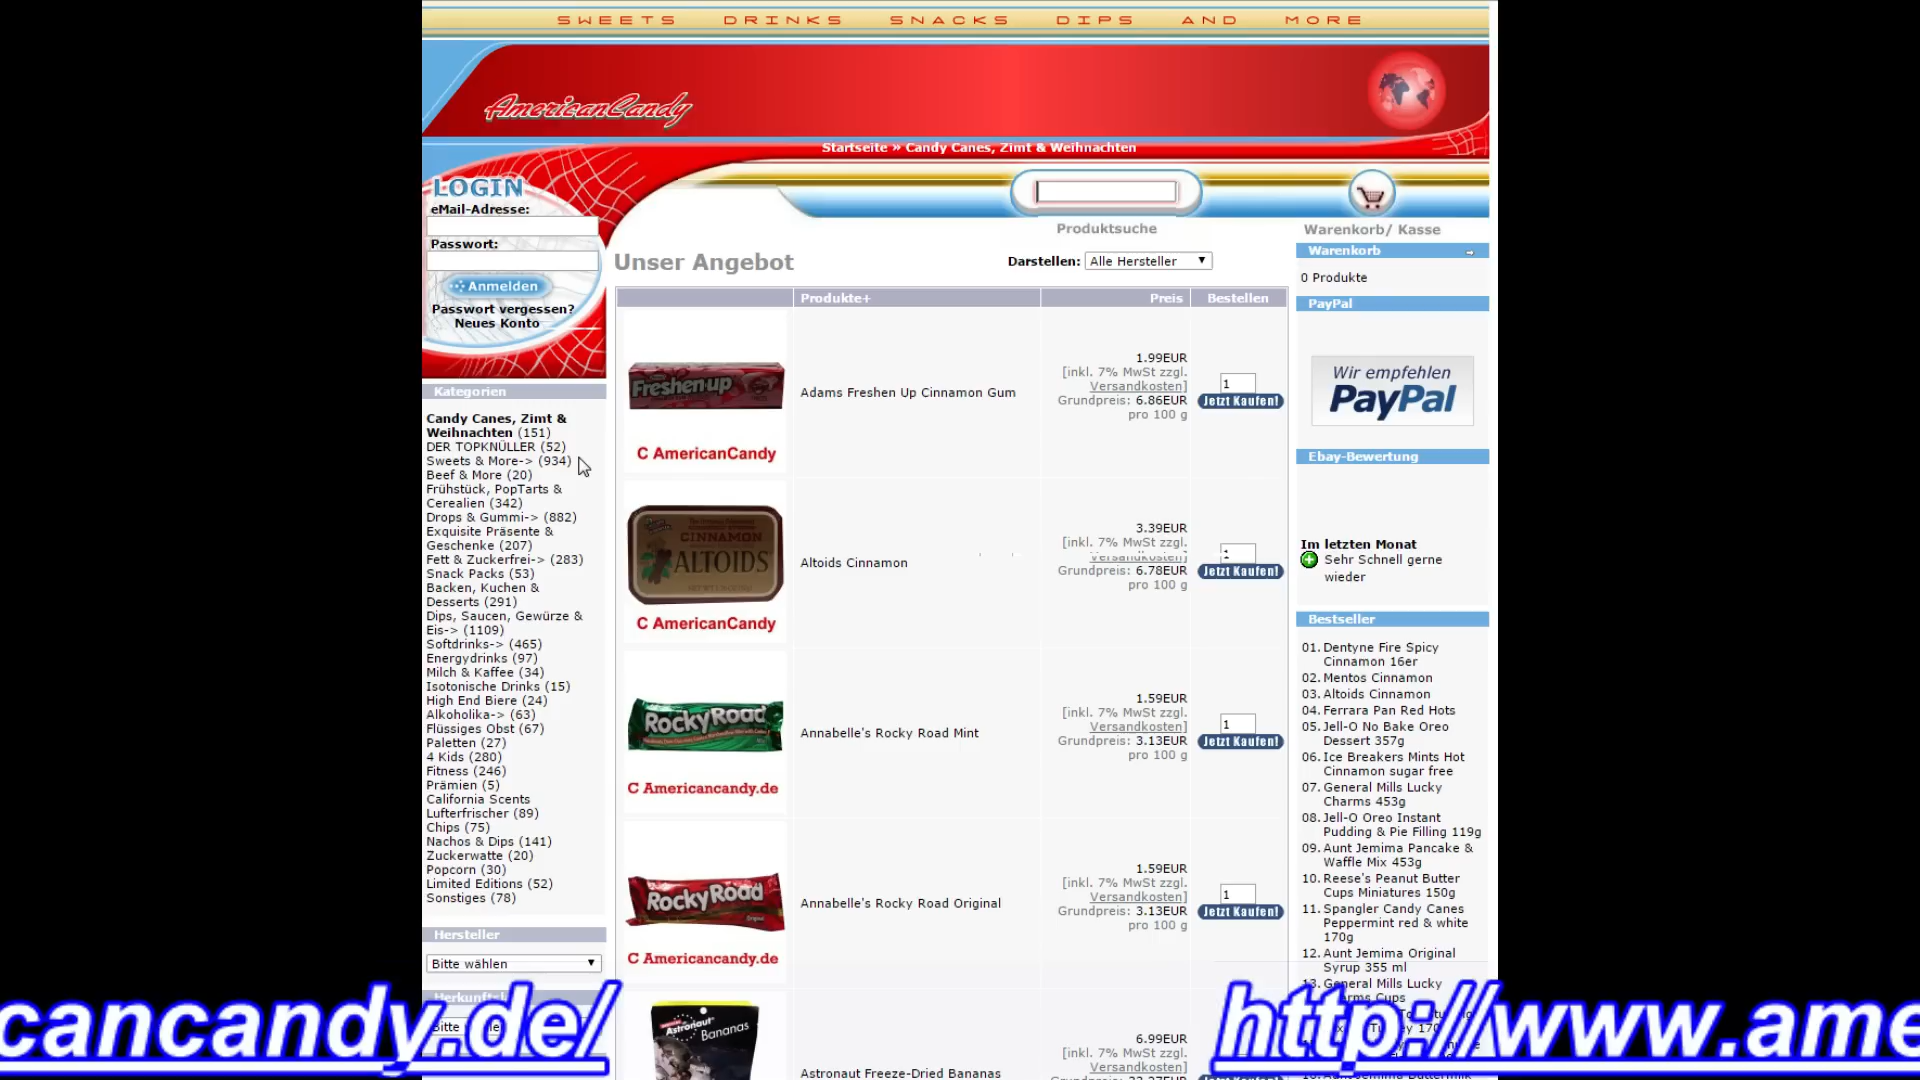 SWEETS DRINKS SNACKS DIPS AND MORE
AmericanCandy
Startseite » Candy Canes, Zimt & Weihnachten
LOGIN
eMail-Adresse:
Passwort:
Anmelden
Passwort vergessen?
Neues Konto
Produktsuche
Warenkorb/ Kasse
Kategorien
Candy Canes, Zimt &
Weihnachten (151)
DER TOPKNÜLLER (52)
Sweets & More-> (934)
Beef & More (20)
Frühstück, PopTarts &
Cerealien (342)
Drops & Gummi-> (882)
Exquisite Präsente &
Geschenke (207)
Fett & Zuckerfrei-> (283)
Snack Packs (53)
Backen, Kuchen &
Desserts (291)
Dips, Saucen, Gewürze &
Eis-> (1109)
Softdrinks-> (465)
Energydrinks (97)
Milch & Kaffee (34)
Isotonische Drinks (15)
High End Biere (24)
Alkoholika-> (63)
Flüssiges Obst (67)
Paletten (27)
4 Kids (280)
Fitness (246)
Prämien (5)
California Scents
Lufterfrischer (89)
Chips (75)
Nachos & Dips (141)
Zuckerwatte (20)
Popcorn (30)
Limited Editions (52)
Sonstiges (78)
Hersteller
Bitte wählen
Unser Angebot
Darstellen: Alle Hersteller
Produkte+ Preis Bestellen
Freshen-up
C AmericanCandy
Adams Freshen Up Cinnamon Gum
1.99EUR
[inkl. 7% MwSt zzgl.
Versandkosten]
Grundpreis: 6.86EUR
pro 100 g
1
Jetzt Kaufen!
CINNAMON
ALTOIDS
C AmericanCandy
Altoids Cinnamon
3.39EUR
[inkl. 7% MwSt zzgl.
Versandkosten]
Grundpreis: 6.78EUR
pro 100 g
1
Jetzt Kaufen!
RockyRoad
C Americancandy.de
Annabelle's Rocky Road Mint
1.59EUR
[inkl. 7% MwSt zzgl.
Versandkosten]
Grundpreis: 3.13EUR
pro 100 g
1
Jetzt Kaufen!
RockyRoad
Original
C Americancandy.de
Annabelle's Rocky Road Original
1.59EUR
[inkl. 7% MwSt zzgl.
Versandkosten]
Grundpreis: 3.13EUR
pro 100 g
1
Jetzt Kaufen!
Astronaut
Bananas
Astronaut Freeze-Dried Bananas
6.99EUR
[inkl. 7% MwSt zzgl.
Versandkosten]
Warenkorb
0 Produkte
PayPal
Wir empfehlen
PayPal
Ebay-Bewertung
Im letzten Monat
Sehr Schnell gerne
wieder
Bestseller
01. Dentyne Fire Spicy
Cinnamon 16er
02. Mentos Cinnamon
03. Altoids Cinnamon
04. Ferrara Pan Red Hots
05. Jell-O No Bake Oreo
Dessert 357g
06. Ice Breakers Mints Hot
Cinnamon sugar free
07. General Mills Lucky
Charms 453g
08. Jell-O Oreo Instant
Pudding & Pie Filling 119g
09. Aunt Jemima Pancake &
Waffle Mix 453g
10. Reese's Peanut Butter
Cups Miniatures 150g
11. Spangler Candy Canes
Peppermint red & white
170g
12. Aunt Jemima Original
Syrup 355 ml
13. General Mills Lucky
Charms Cups
cancandy.de/
http://www.ame